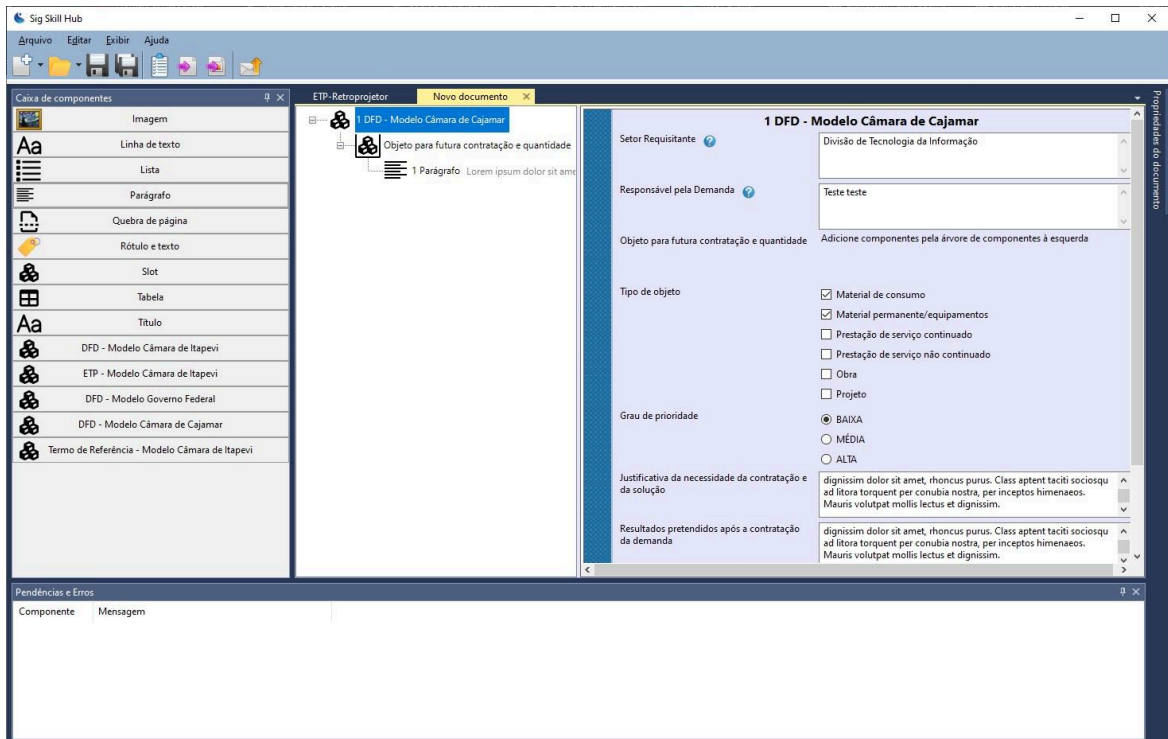 Sig Skill Hub
Arquivo Editar Exibir Ajuda
Caixa de componentes
Imagem
Aa Linha de texto
Lista
Parágrafo
Quebra de página
Rótulo e texto
Slot
Tabela
Aa Título
DFD - Modelo Câmara de Itapevi
ETP - Modelo Câmara de Itapevi
DFD - Modelo Governo Federal
DFD - Modelo Câmara de Cajamar
Termo de Referência - Modelo Câmara de Itapevi
ETP-Retroprojetor Novo documento
1 DFD - Modelo Câmara de Cajamar
Objeto para futura contratação e quantidade
1 Parágrafo Lorem ipsum dolor sit ame
1 DFD - Modelo Câmara de Cajamar
Setor Requisitante
Divisão de Tecnologia da Informação
Responsável pela Demanda
Teste teste
Objeto para futura contratação e quantidade
Adicione componentes pela árvore de componentes à esquerda
Tipo de objeto
Material de consumo
Material permanente/equipamentos
Prestação de serviço continuado
Prestação de serviço não continuado
Obra
Projeto
Grau de prioridade
BAIXA
MÉDIA
ALTA
Justificativa da necessidade da contratação e
da solução
dignissim dolor sit amet, rhoncus purus. Class aptent taciti sociosqu
ad litora torquent per conubia nostra, per inceptos himenaeos.
Mauris volutpat mollis lectus et dignissim.
Resultados pretendidos após a contratação
da demanda
dignissim dolor sit amet, rhoncus purus. Class aptent taciti sociosqu
ad litora torquent per conubia nostra, per inceptos himenaeos.
Mauris volutpat mollis lectus et dignissim.
Propriedades do documento
Pendências e Erros
Componente Mensagem